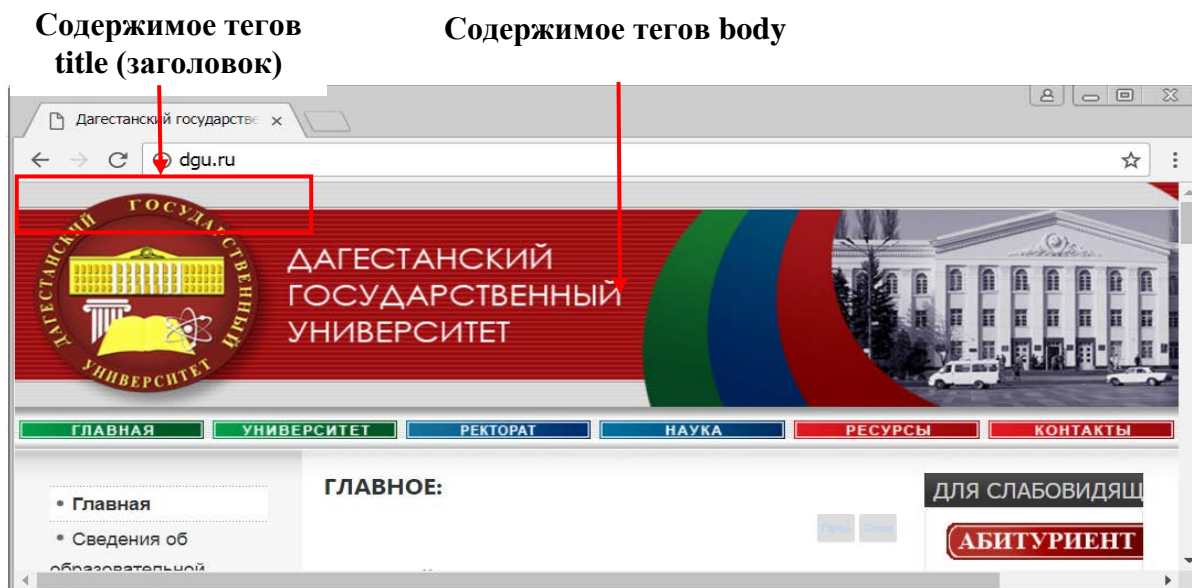 Содержимое тегов
title (заголовок)
Содержимое тегов body
Дагестанский государстве
dgu.ru
ДАГЕСТАНСКИЙ ГОСУДАРСТВЕННЫЙ
УНИВЕРСИТЕТ
ДАГЕСТАНСКИЙ
ГОСУДАРСТВЕННЫЙ
УНИВЕРСИТЕТ
ГЛАВНАЯ УНИВЕРСИТЕТ РЕКТОРАТ НАУКА РЕСУРСЫ КОНТАКТЫ
ГЛАВНОЕ:
ДЛЯ СЛАБОВИДЯЩ
• Главная
• Сведения об
образовательной
АБИТУРИЕНТ